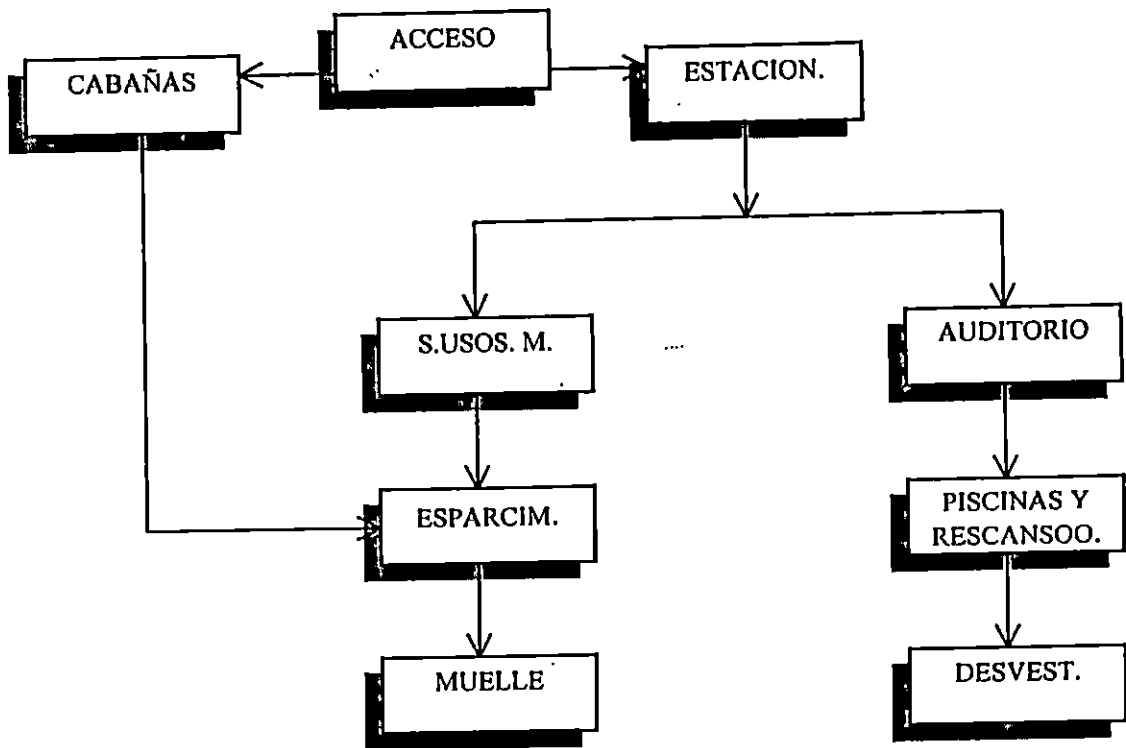 ACCESO
CABAÑAS
ESTACION.
S.USOS. M.
AUDITORIO
ESPARCIM.
PISCINAS Y
RESCANSOO.
MUELLE
DESVEST.